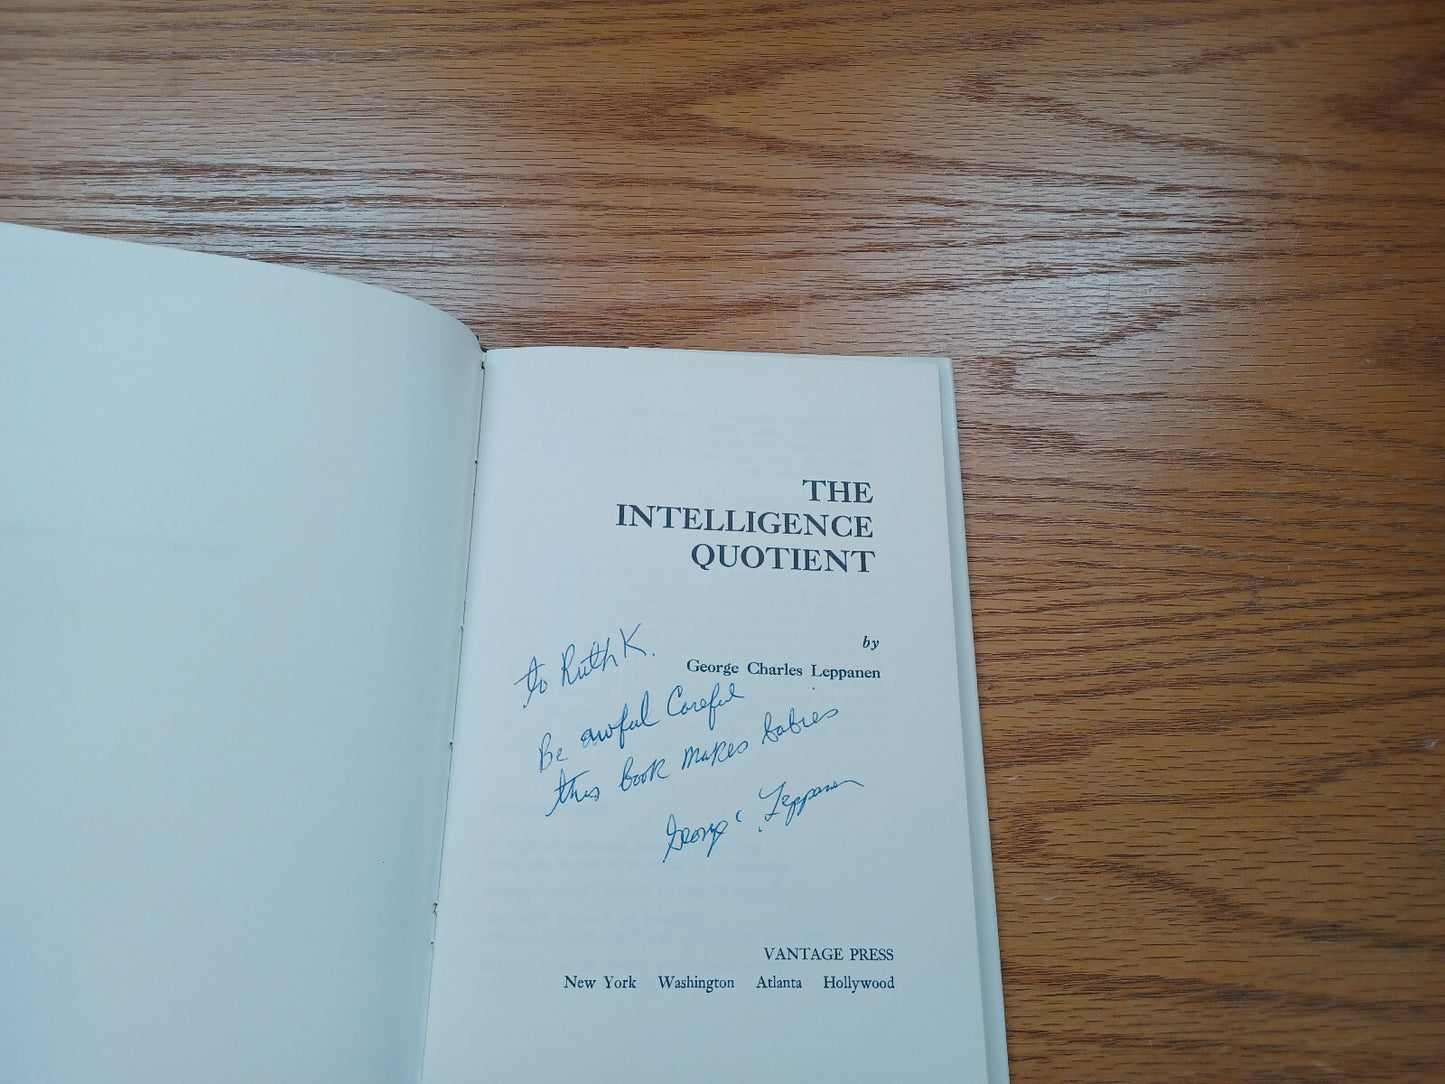 THE
INTELLIGENCE
QUOTIENT
by
George Charles Leppanen
to Ruth K.
Be awful Careful
this book makes babies
George Leppanen
VANTAGE PRESS
New York Washington Atlanta Hollywood